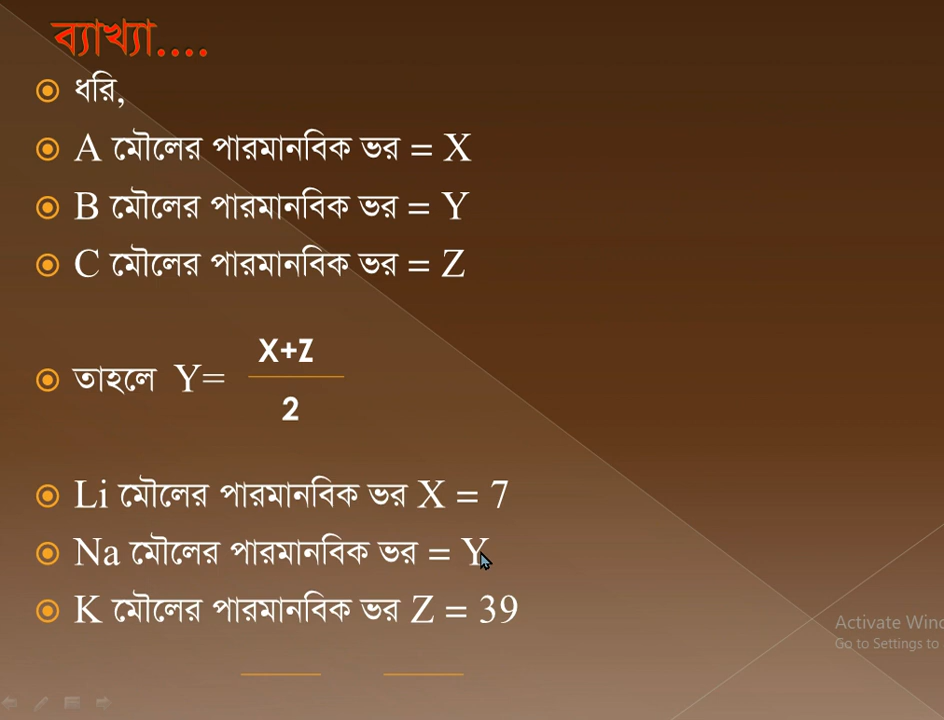 ব্যাখ্যা....
ধরি,
A মৌলের পারমানবিক ভর = X
B মৌলের পারমানবিক ভর = Y
C মৌলের পারমানবিক ভর = Z
X+Z
তাহলে Y=
2
Li মৌলের পারমানবিক ভর X = 7
Na মৌলের পারমানবিক ভর = Y
K মৌলের পারমানবিক ভর Z = 39
Activate Wind
Go to Settings to